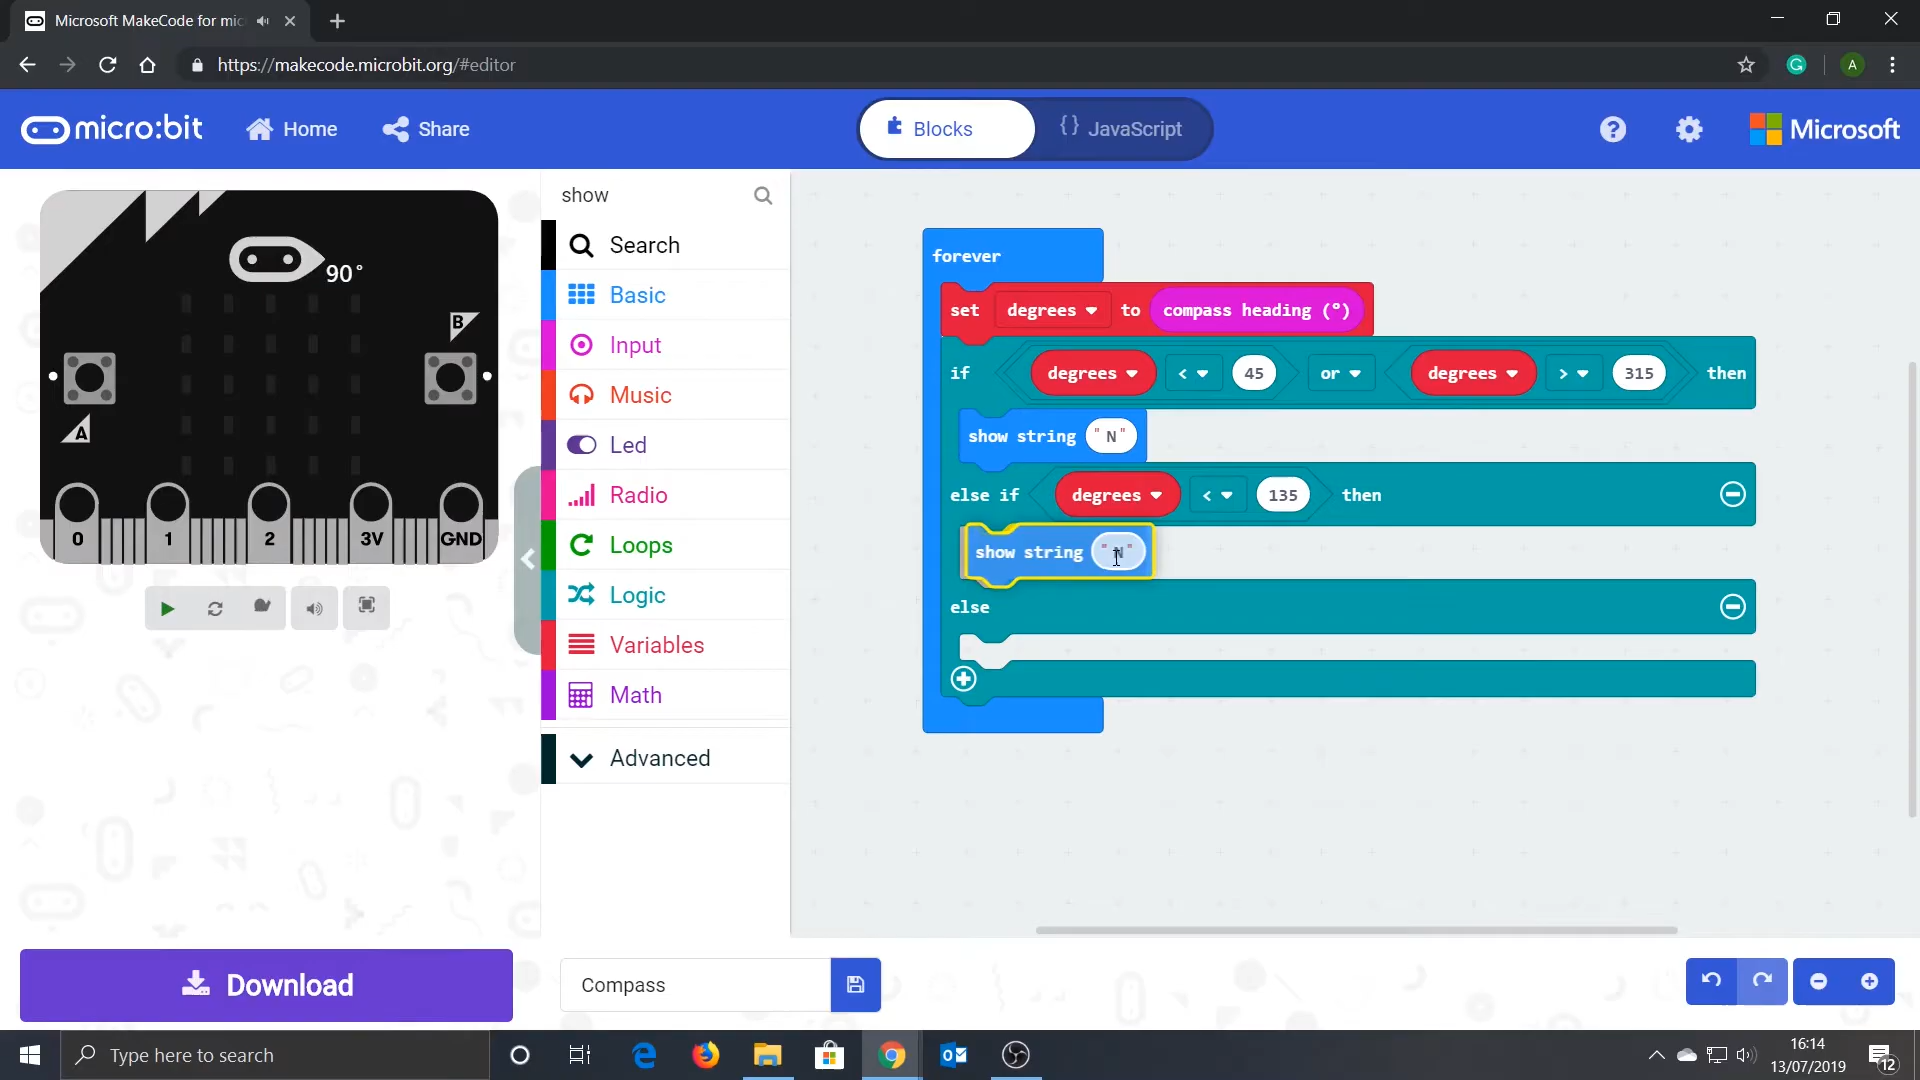 Microsoft MakeCode for mic
https://makecode.microbit.org/#editor
G
A
micro:bit
Home
Share
Blocks
{} JavaScript
?
Microsoft
90°
B
A
0
1
2
3V
GND
Download
show
Search
Basic
Input
Music
Led
Radio
Loops
Logic
Variables
Math
Advanced
Compass
forever
set degrees to compass heading (°)
if degrees < 45 or degrees > 315 then
show string "N"
else if degrees < 135 then
show string "N"
else
Type here to search
16:14
13/07/2019
12